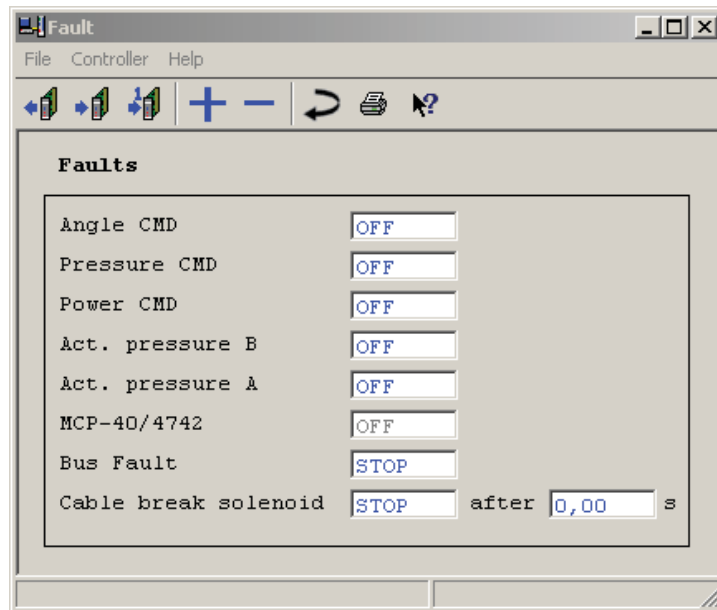 Fault
File Controller Help
1
?
Faults
Angle CMD OFF
Pressure CMD OFF
Power CMD OFF
Act. pressure B OFF
Act. pressure A OFF
MCP-40/4742 OFF
Bus Fault STOP
Cable break solenoid STOP after 0,00 s